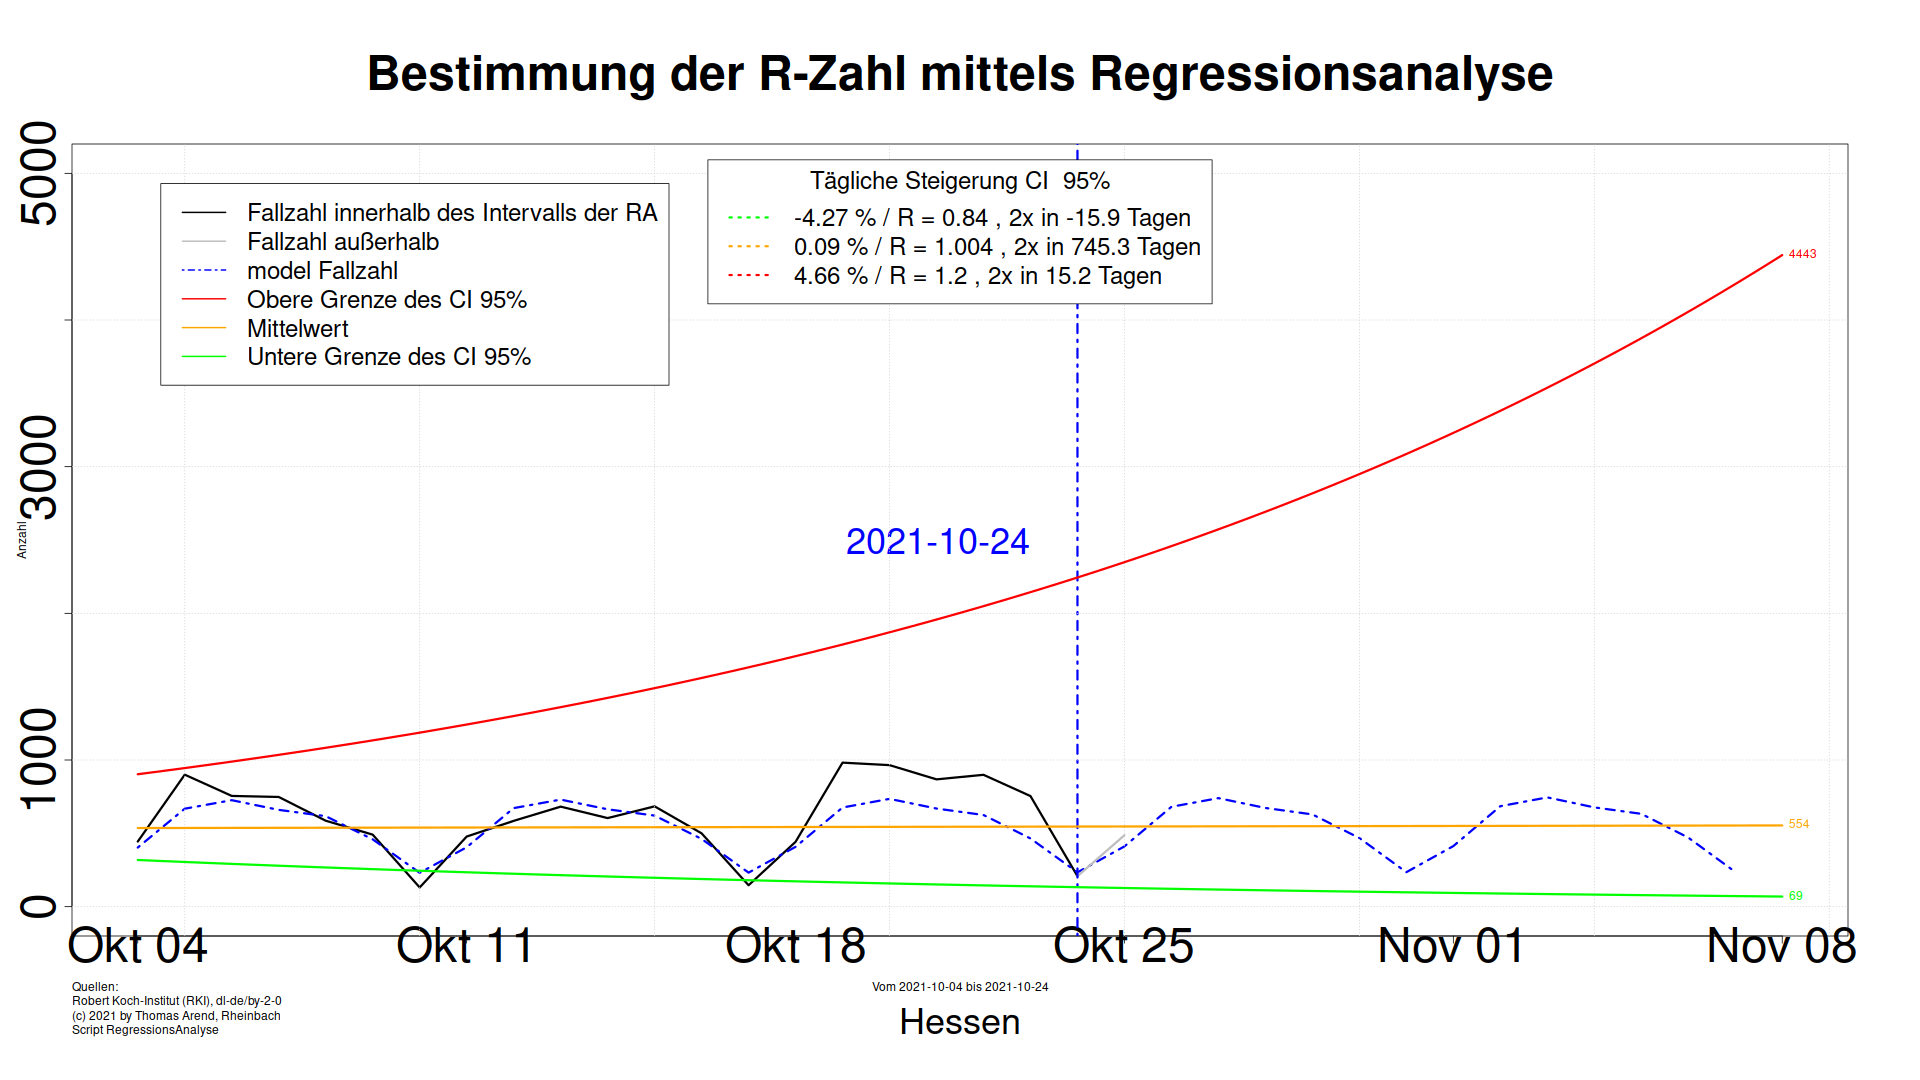 Bestimmung der R-Zahl mittels Regressionsanalyse
Anzahl
5000
3000
1000
0
Fallzahl innerhalb des Intervalls der RA
Fallzahl außerhalb
model Fallzahl
Obere Grenze des CI 95%
Mittelwert
Untere Grenze des CI 95%
Tägliche Steigerung CI  95%
-4.27 % / R = 0.84 , 2x in -15.9 Tagen
0.09 % / R = 1.004 , 2x in 745.3 Tagen
4.66 % / R = 1.2 , 2x in 15.2 Tagen
4443
2021-10-24
554
69
Okt 04 Okt 11 Okt 18 Okt 25 Nov 01 Nov 08
Quellen:
Robert Koch-Institut (RKI), dl-de/by-2-0
(c) 2021 by Thomas Arend, Rheinbach
Script RegressionsAnalyse
Vom 2021-10-04 bis 2021-10-24
Hessen